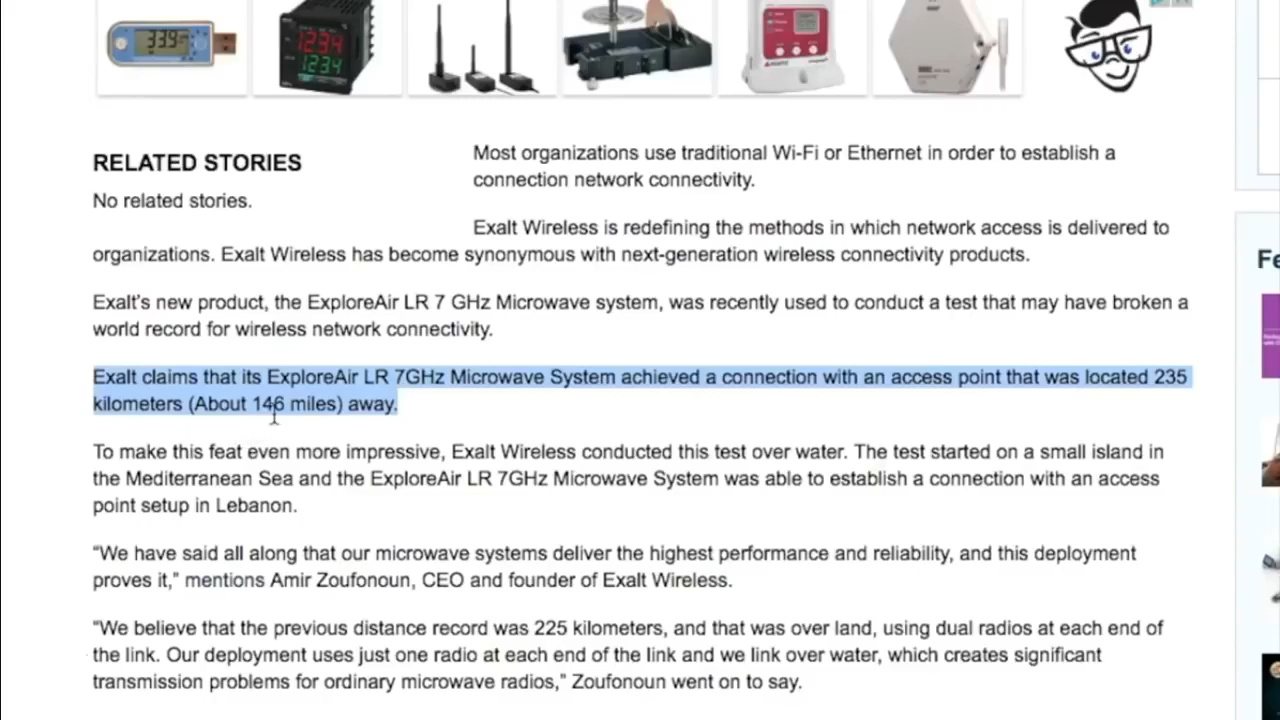 33.9
1234
1234
RELATED STORIES
No related stories.
Most organizations use traditional Wi-Fi or Ethernet in order to establish a
connection network connectivity.
Exalt Wireless is redefining the methods in which network access is delivered to
organizations. Exalt Wireless has become synonymous with next-generation wireless connectivity products.
Exalt’s new product, the ExploreAir LR 7 GHz Microwave system, was recently used to conduct a test that may have broken a
world record for wireless network connectivity.
Exalt claims that its ExploreAir LR 7GHz Microwave System achieved a connection with an access point that was located 235
kilometers (About 146 miles) away.
To make this feat even more impressive, Exalt Wireless conducted this test over water. The test started on a small island in
the Mediterranean Sea and the ExploreAir LR 7GHz Microwave System was able to establish a connection with an access
point setup in Lebanon.
“We have said all along that our microwave systems deliver the highest performance and reliability, and this deployment
proves it,” mentions Amir Zoufonoun, CEO and founder of Exalt Wireless.
“We believe that the previous distance record was 225 kilometers, and that was over land, using dual radios at each end of
the link. Our deployment uses just one radio at each end of the link and we link over water, which creates significant
transmission problems for ordinary microwave radios,” Zoufonoun went on to say.
Fe